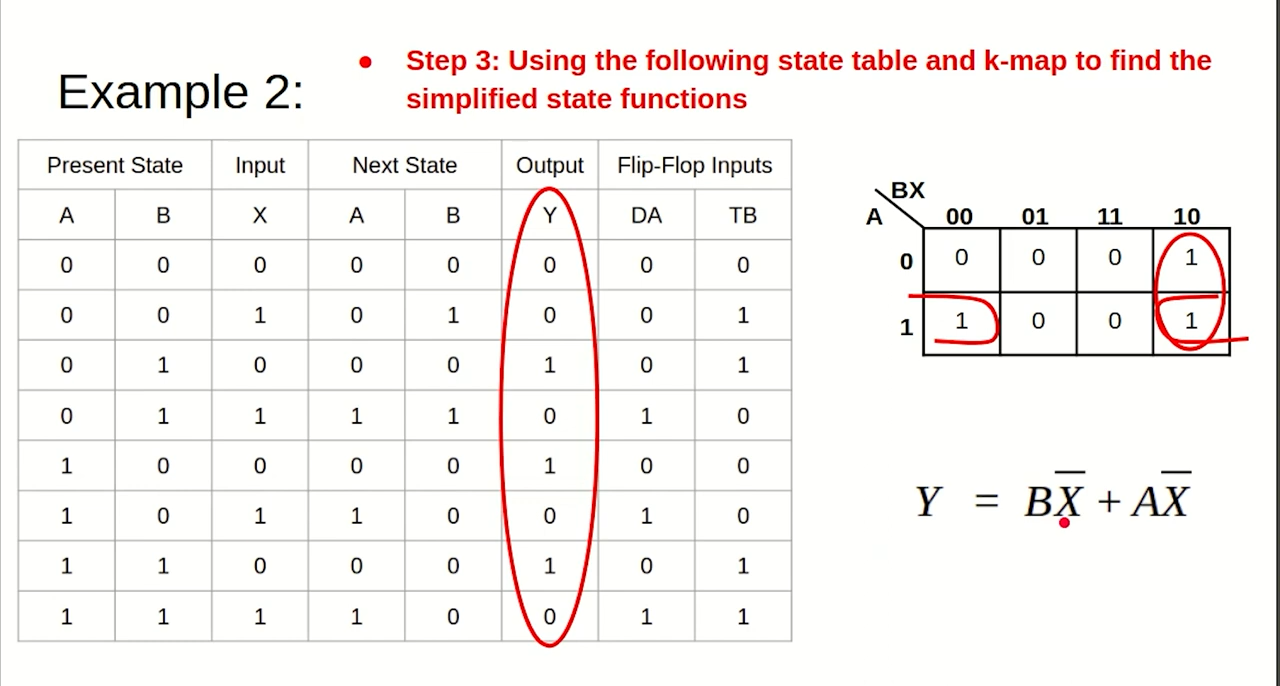 Example 2:
• Step 3: Using the following state table and k-map to find the
simplified state functions
Present State Input Next State Output Flip-Flop Inputs
A B X A B Y DA TB
0 0 0 0 0 0 0 0
0 0 1 0 1 0 0 1
0 1 0 0 0 1 0 1
0 1 1 1 1 0 1 0
1 0 0 0 0 1 0 0
1 0 1 1 0 0 1 0
1 1 0 0 0 1 0 1
1 1 1 1 0 0 1 1
BX
A 00 01 11 10
0 0 0 0 1
1 1 0 0 1
Y = BX̅ + AX̅